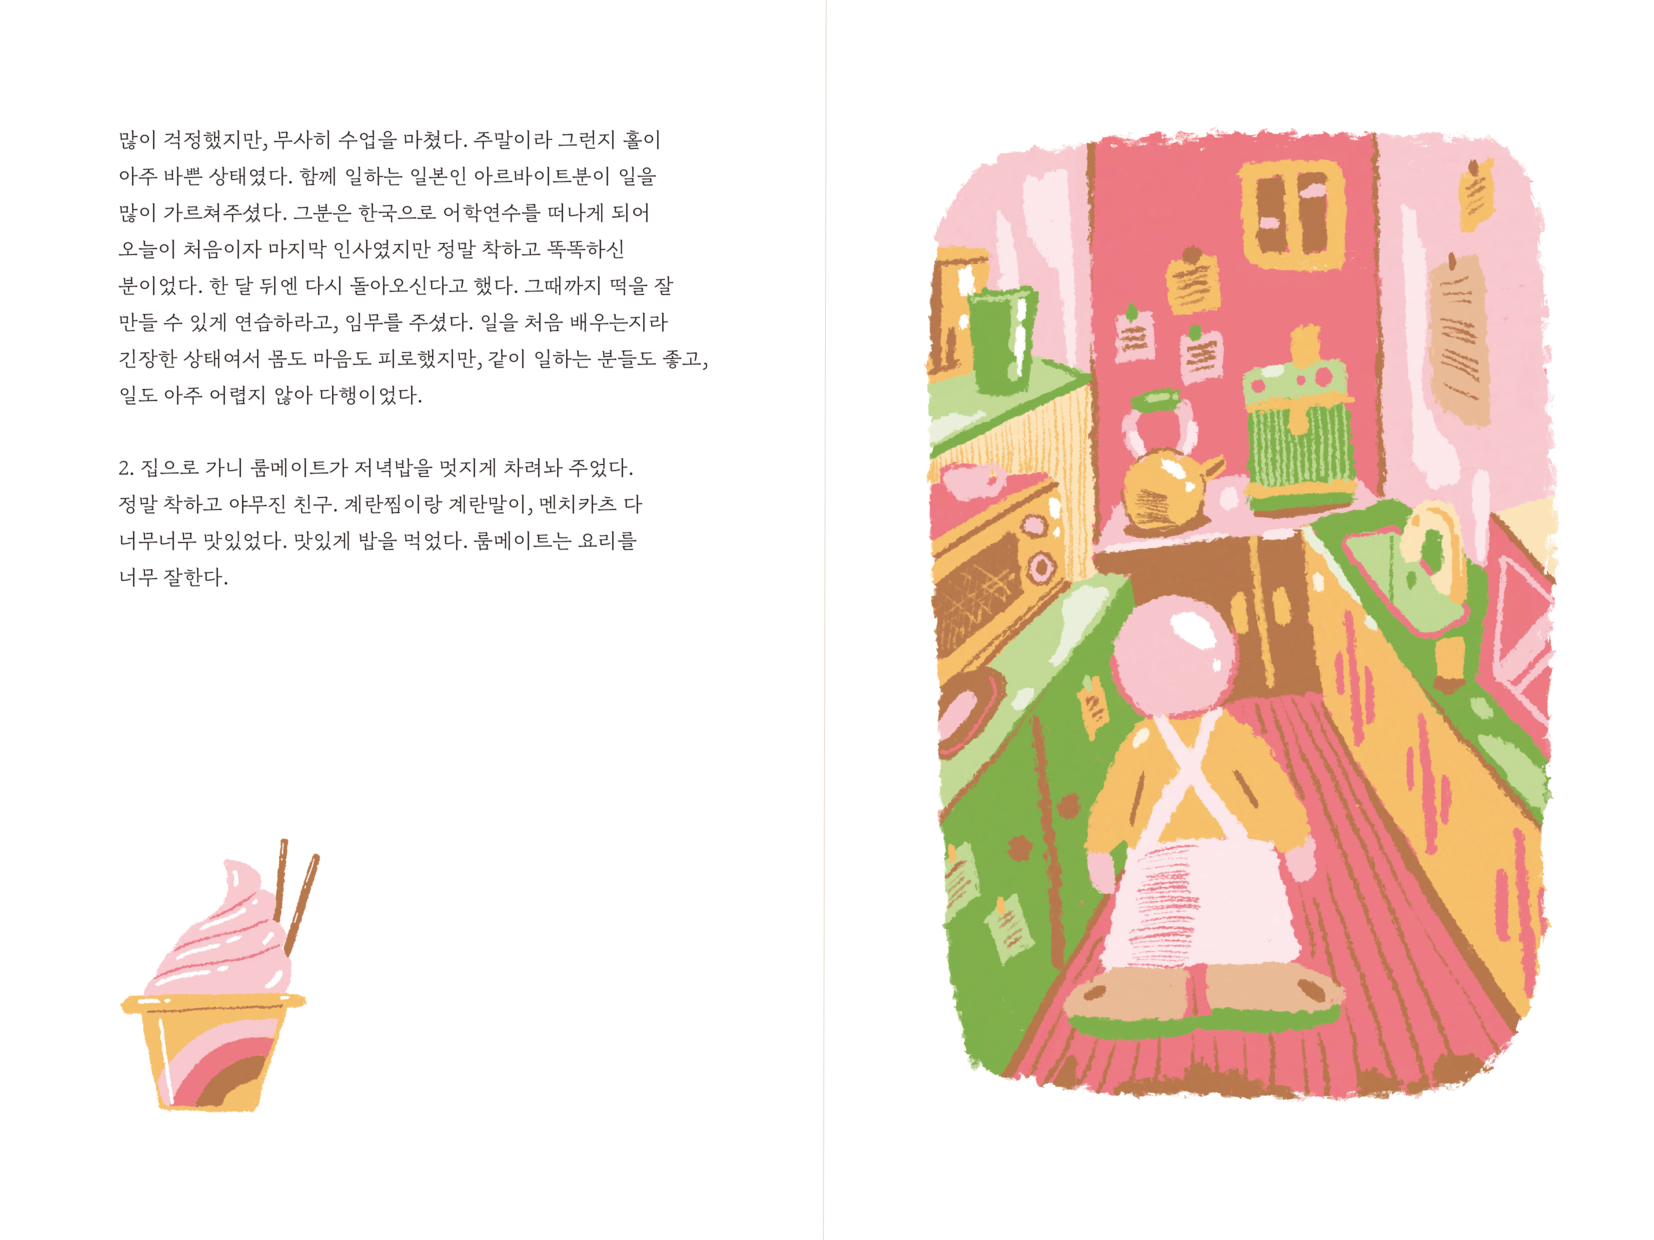 많이 걱정했지만, 무사히 수업을 마쳤다. 주말이라 그런지 홀이
아주 바쁜 상태였다. 함께 일하는 일본인 아르바이트분이 일을
많이 가르쳐주셨다. 그분은 한국으로 어학연수를 떠나게 되어
오늘이 처음이자 마지막 인사였지만 정말 착하고 똑똑하신
분이었다. 한 달 뒤엔 다시 돌아오신다고 했다. 그때까지 떡을 잘
만들 수 있게 연습하라고, 임무를 주셨다. 일을 처음 배우는지라
긴장한 상태여서 몸도 마음도 피로했지만, 같이 일하는 분들도 좋고,
일도 아주 어렵지 않아 다행이었다.
2. 집으로 가니 룸메이트가 저녁밥을 멋지게 차려놔 주었다.
정말 착하고 야무진 친구. 계란찜이랑 계란말이, 멘치카츠 다
너무너무 맛있었다. 맛있게 밥을 먹었다. 룸메이트는 요리를
너무 잘한다.